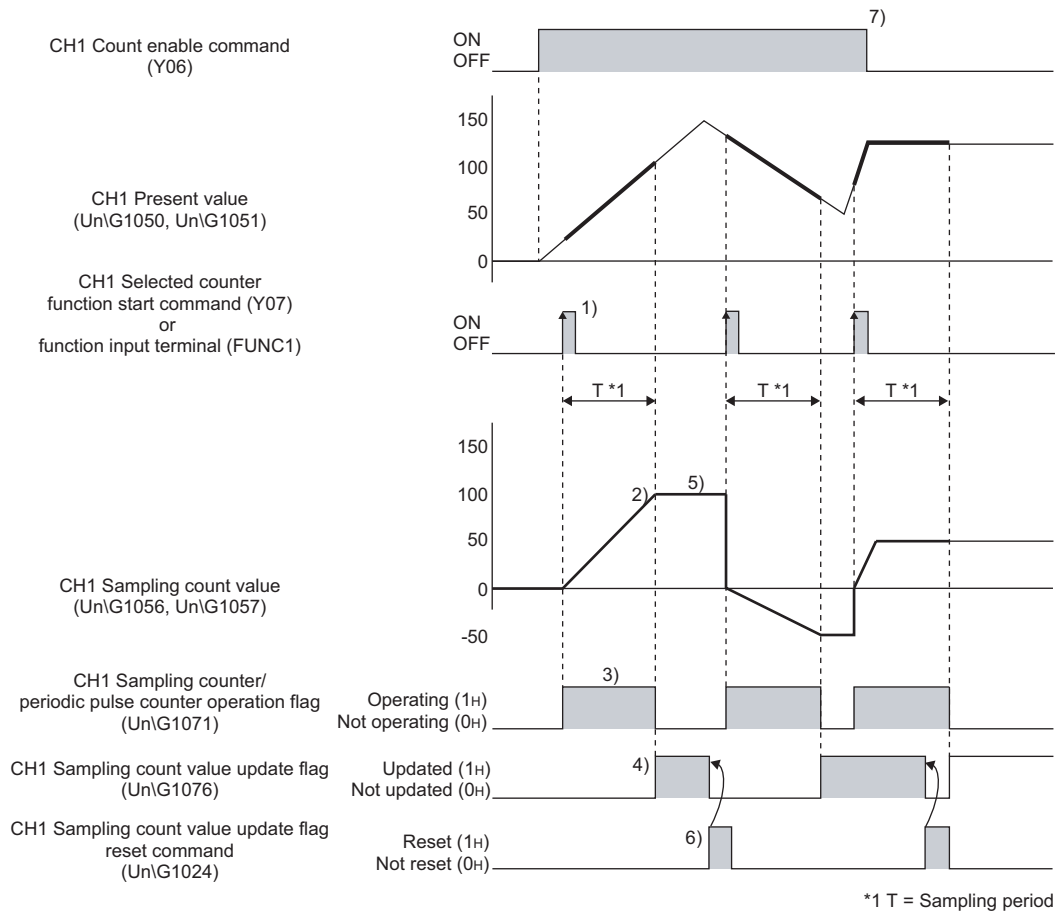 7)
CH1 Count enable command
(Y06)
ON
OFF
150
100
50
0
CH1 Present value
(Un\G1050, Un\G1051)
CH1 Selected counter
function start command (Y07)
or
function input terminal (FUNC1)
ON
OFF
1)
T *1
T *1
T *1
150
100
50
0
-50
2)
5)
CH1 Sampling count value
(Un\G1056, Un\G1057)
CH1 Sampling counter/
periodic pulse counter operation flag
(Un\G1071)
Operating (1H)
Not operating (0H)
3)
CH1 Sampling count value update flag
(Un\G1076)
Updated (1H)
Not updated (0H)
4)
CH1 Sampling count value update flag
reset command
(Un\G1024)
Reset (1H)
Not reset (0H)
6)
*1 T = Sampling period